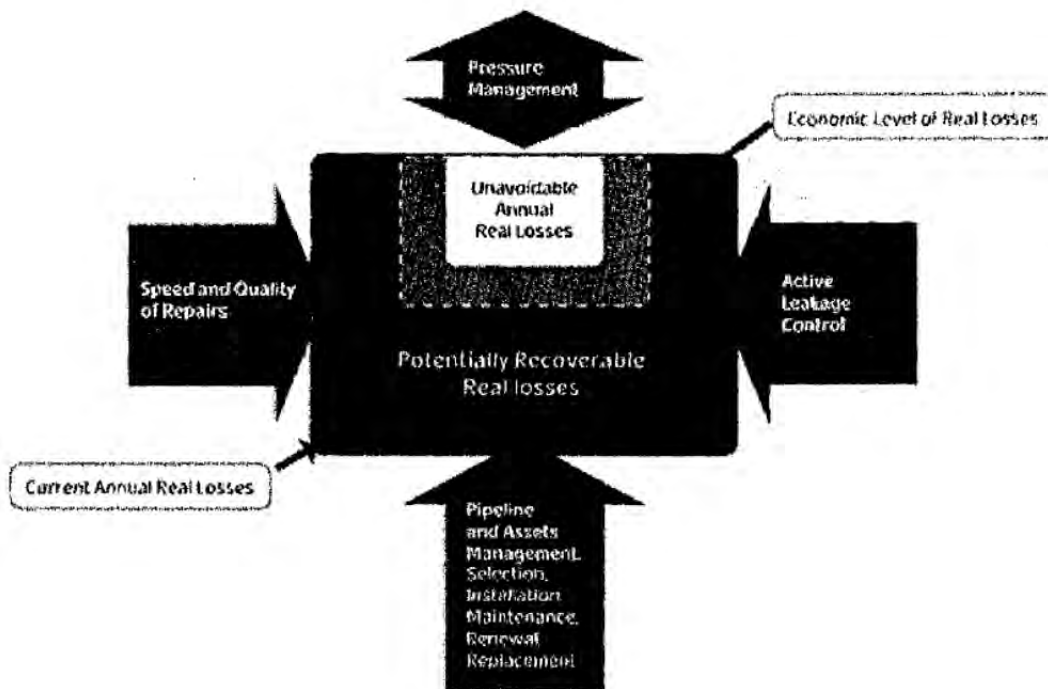 Pressure
Management
Economic Level of Real Losses
Unavoidable
Annual
Real Losses
Speed and Quality
of Repairs
Active
Leakage
Control
Potentially Recoverable
Real losses
Current Annual Real Losses
Pipeline
and Assets
Management,
Selection,
Installation
Maintenance,
Renewal
Replacement